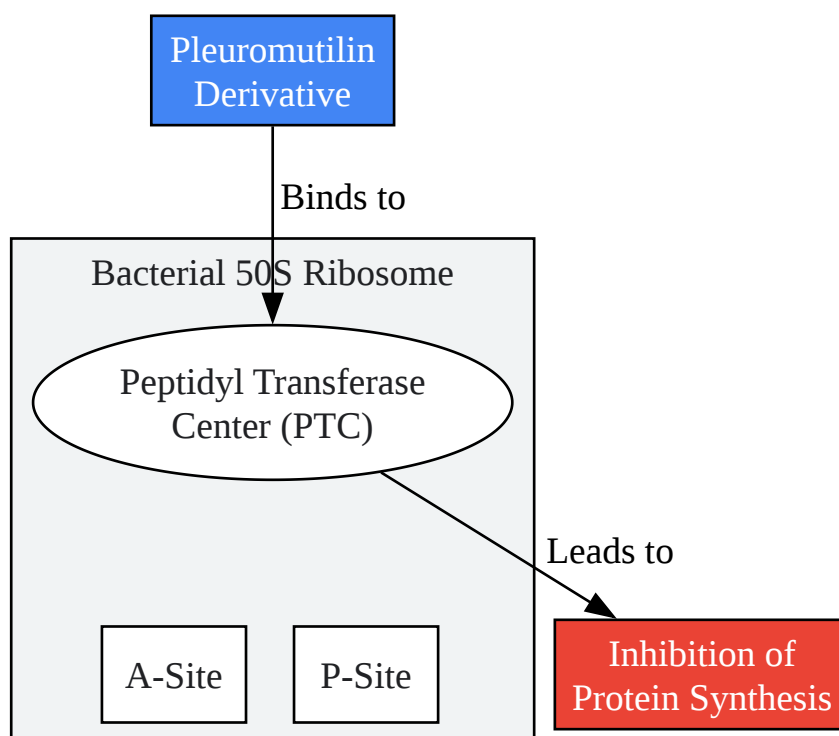 Pleuromutilin
Derivative
Binds to
Bacterial 50S Ribosome
Peptidyl Transferase
Center (PTC)
Leads to
A-Site
P-Site
Inhibition of
Protein Synthesis